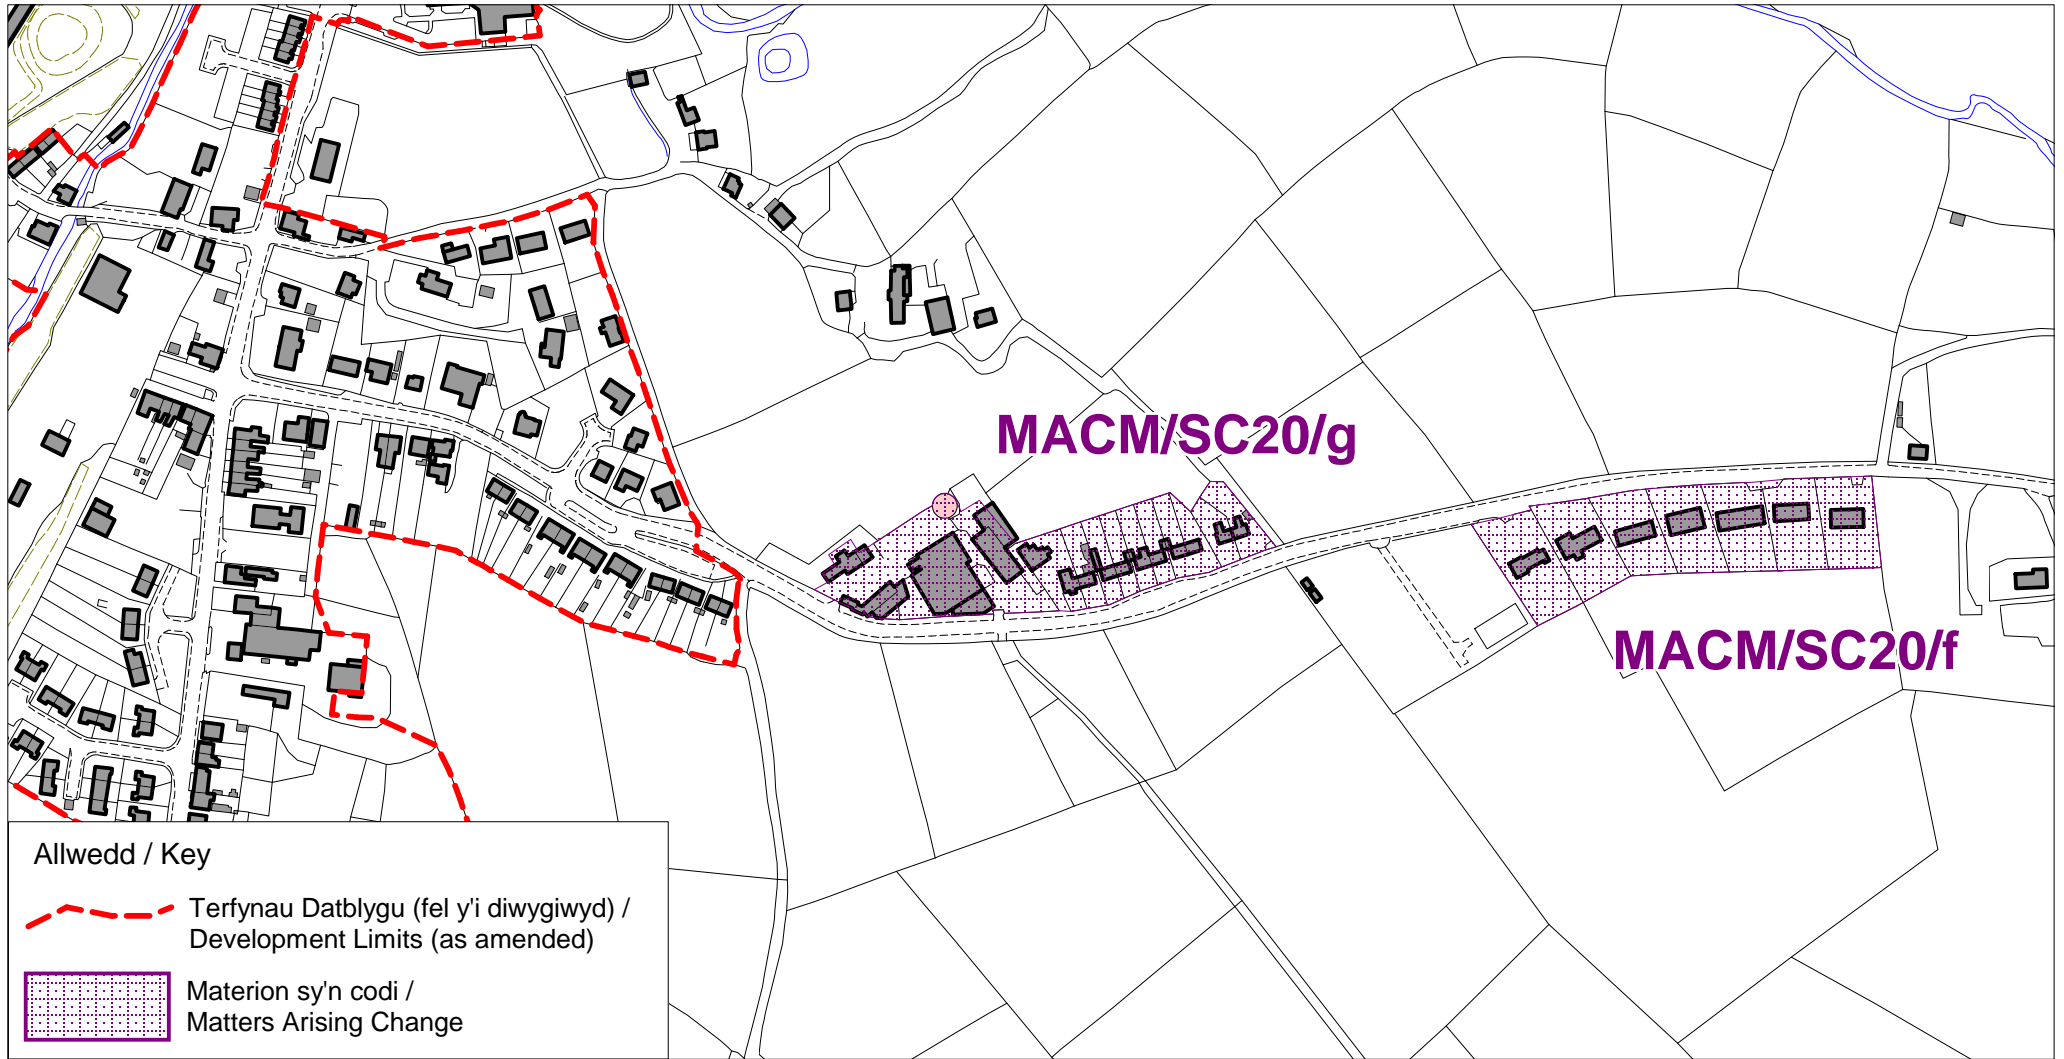 MACM/SC20/g
MACM/SC20/f
Allwedd / Key
Terfynau Datblygu (fel y'i diwygiwyd) /
Development Limits (as amended)
Materion sy'n codi /
Matters Arising Change